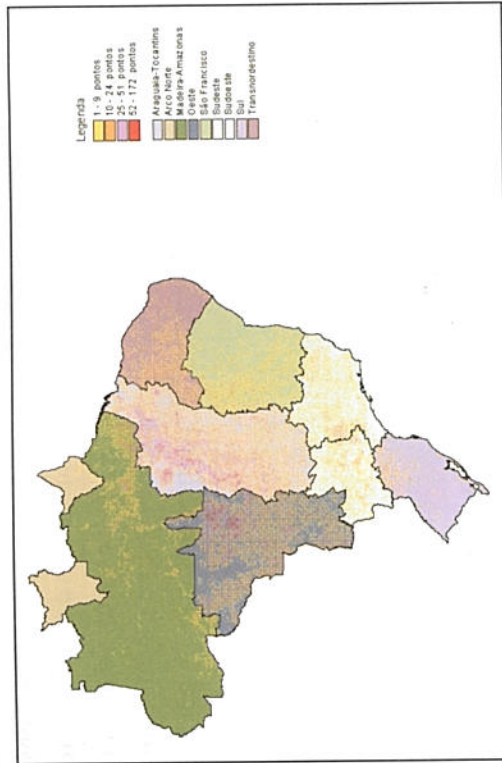 Legenda
1 - 9 pontos
10 - 24 pontos
25 - 51 pontos
52 - 172 pontos
Araguaia-Tocantins
Arco Norte
Madeira-Amazonas
Oeste
São Francisco
Sudeste
Sudoeste
Sul
Transnordestino